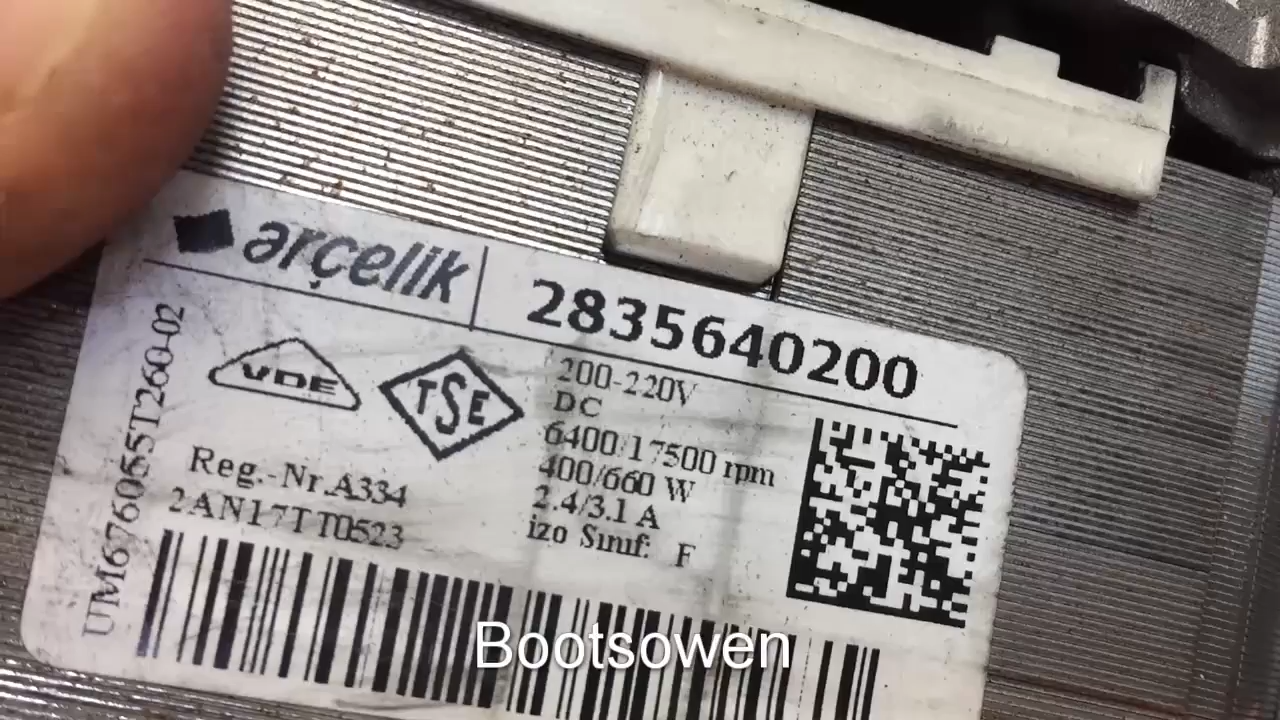 arçelik
2835640200
UM676055T260-02
VDE
TSE
Reg.-Nr.A334
2AN17TT0523
200-220V
DC
6400/17500 rpm
400/660 W
2.4/3.1 A
izo Sınıf: F
Bootsowen